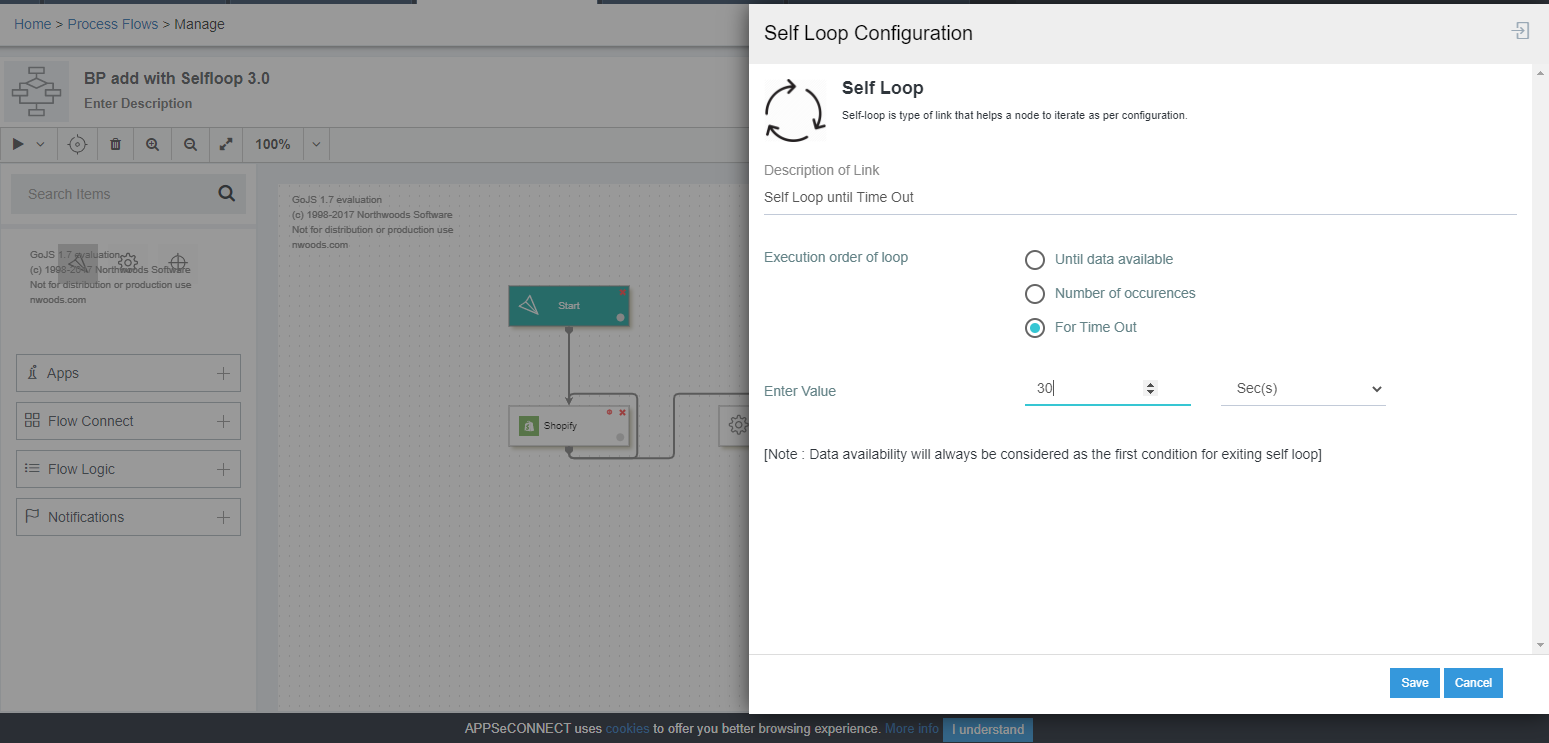 Home > Process Flows > Manage
BP add with Selfloop 3.0
Enter Description
100%
Search Items
GoJS 1.7 evaluation
(c) 1998-2017 Northwoods Software
Not for distribution or production use
nwoods.com
Apps
Flow Connect
Flow Logic
Notifications
GoJS 1.7 evaluation
(c) 1998-2017 Northwoods Software
Not for distribution or production use
nwoods.com
Start
Shopify
Self Loop Configuration
Self Loop
Self-loop is type of link that helps a node to iterate as per configuration.
Description of Link
Self Loop until Time Out
Execution order of loop
Until data available
Number of occurences
For Time Out
Enter Value
30
Sec(s)
[Note : Data availability will always be considered as the first condition for exiting self loop]
Save
Cancel
APPSeCONNECT uses cookies to offer you better browsing experience. More info
I understand